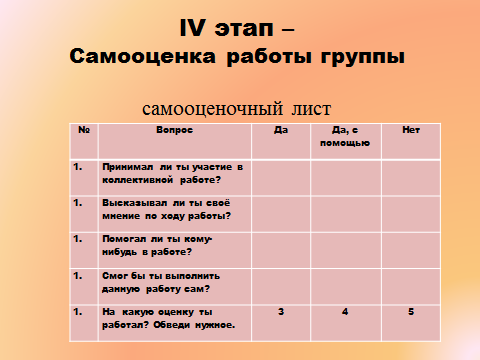 IV этап –
Самооценка работы группы
самооценочный лист
№ Вопрос Да Да, с помощью Нет
1. Принимал ли ты участие в
коллективной работе?
1. Высказывал ли ты своё
мнение по ходу работы?
1. Помогал ли ты кому-
нибудь в работе?
1. Смог бы ты выполнить
данную работу сам?
1. На какую оценку ты 3 4 5
работал? Обведи нужное.